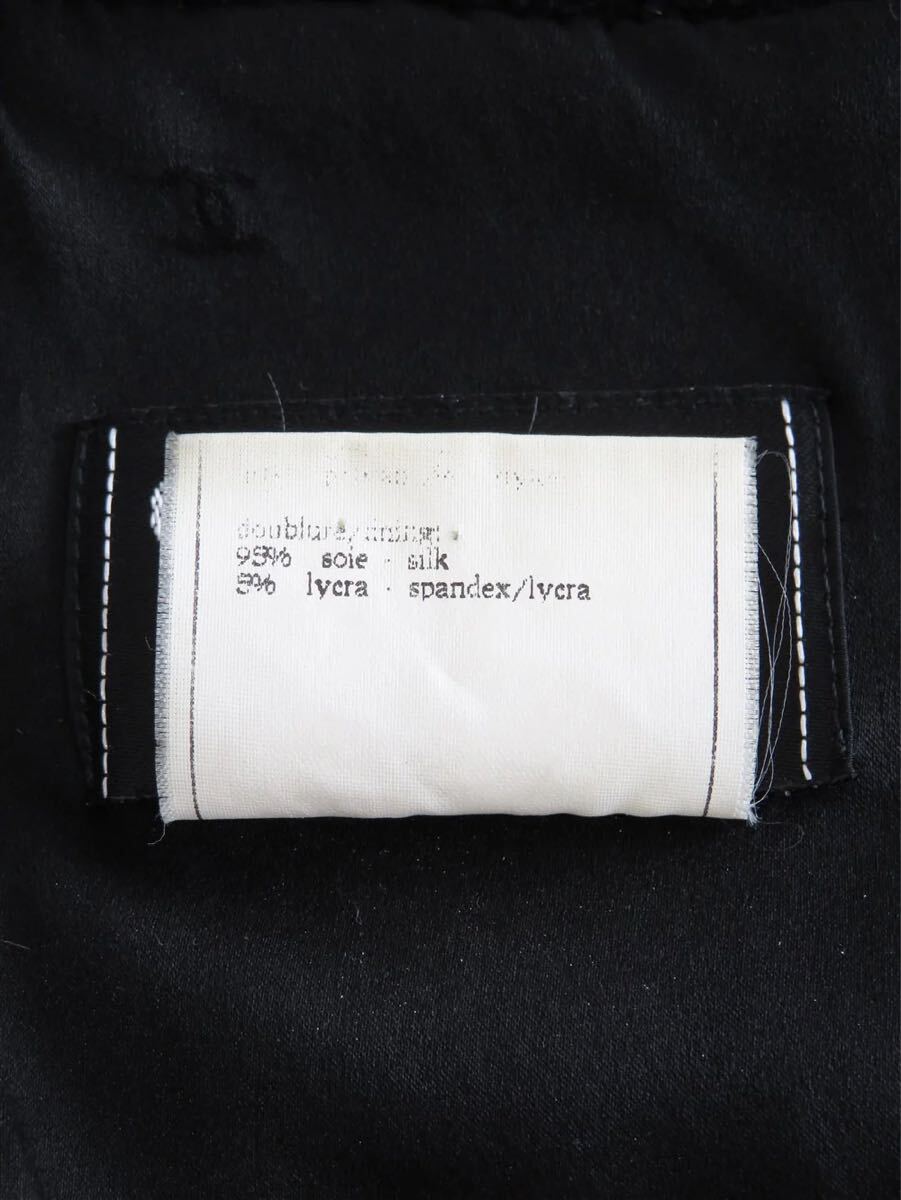 doublure/lining:
95% soie · silk
5% lycra · spandex/lycra